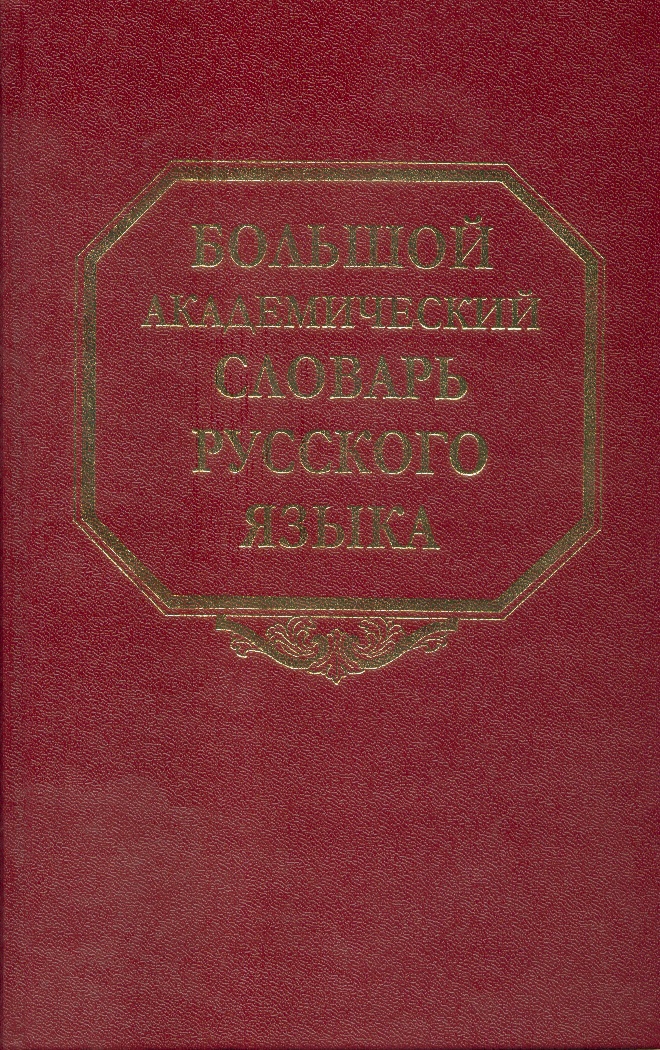 БОЛЬШОЙ
АКАДЕМИЧЕСКИЙ
СЛОВАРЬ
РУССКОГО
ЯЗЫКА